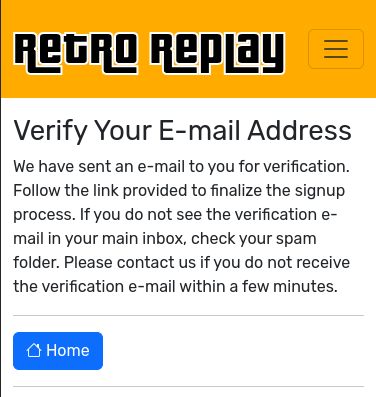 RETRO REPLAY
Verify Your E-mail Address
We have sent an e-mail to you for verification.
Follow the link provided to finalize the signup
process. If you do not see the verification e-
mail in your main inbox, check your spam
folder. Please contact us if you do not receive
the verification e-mail within a few minutes.
Home